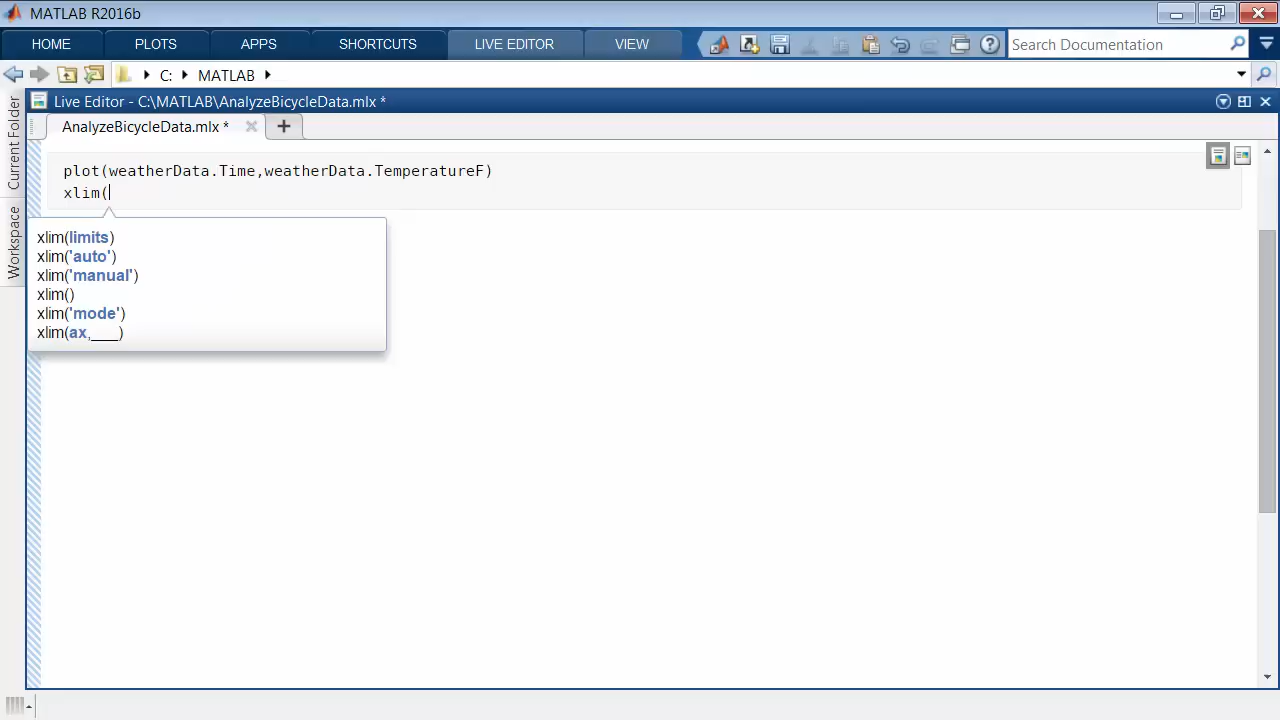 MATLAB R2016b
HOME PLOTS APPS SHORTCUTS LIVE EDITOR VIEW Search Documentation
C: MATLAB
Live Editor - C:\MATLAB\AnalyzeBicycleData.mlx *
AnalyzeBicycleData.mlx *
Current Folder
Workspace
plot(weatherData.Time,weatherData.TemperatureF)
xlim(
xlim(limits)
xlim('auto')
xlim('manual')
xlim()
xlim('mode')
xlim(ax,___)